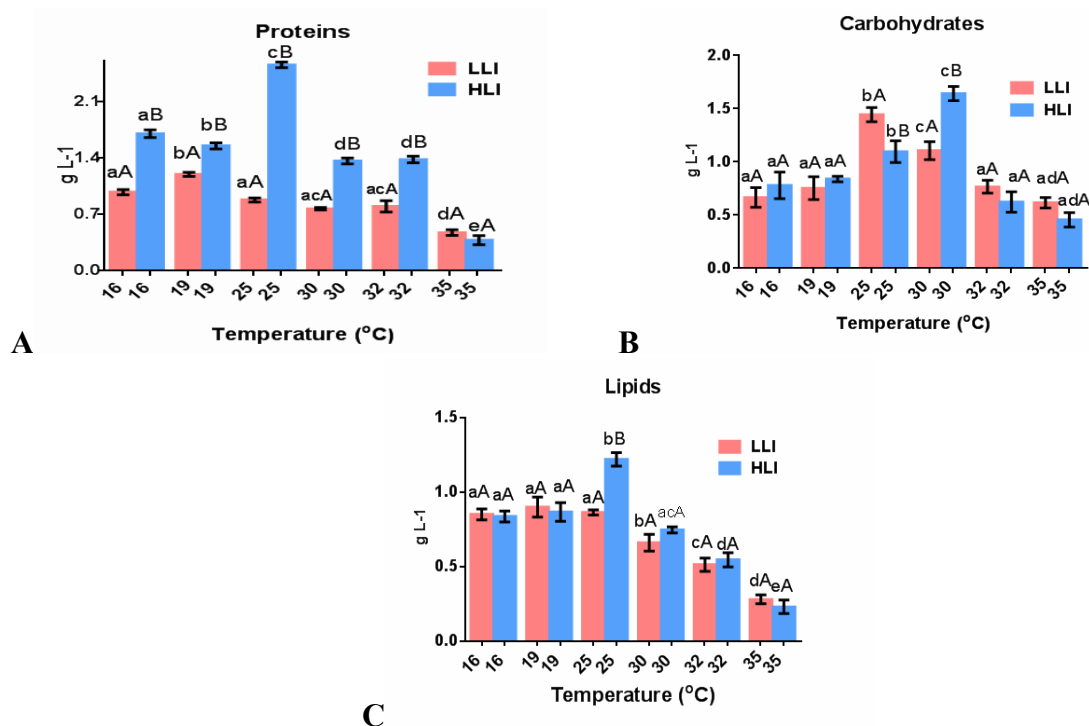 Proteins
LLI
HLI
g L-1
2.1
1.4
0.7
0.0
aA aB bA bB aA cB acA dB acA dB dA eA
16 16 19 19 25 25 30 30 32 32 35 35
Temperature (°C)
A
Carbohydrates
LLI
HLI
g L-1
2.0
1.5
1.0
0.5
0.0
aA aA aA aA bA bB cA cB aA aA adA adA
16 16 19 19 25 25 30 30 32 32 35 35
Temperature (°C)
B
Lipids
LLI
HLI
g L-1
1.5
1.0
0.5
0.0
aA aA aA aA aA bB bA acA cA dA dA eA
16 16 19 19 25 25 30 30 32 32 35 35
Temperature (°C)
C